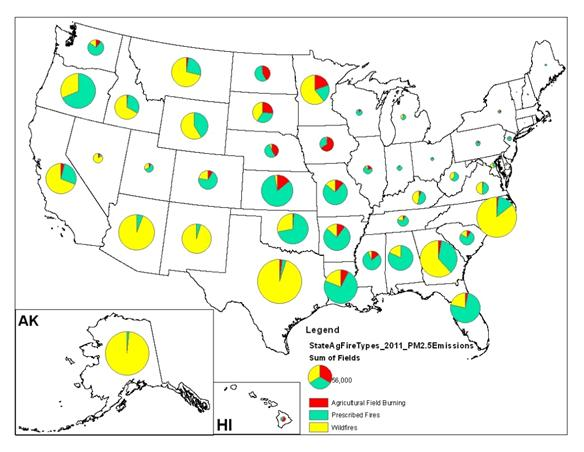 AK
HI
Legend
StateAgFireTypes_2011_PM2.5Emissions
Sum of Fields
56,000
Agricultural Field Burning
Prescribed Fires
Wildfires